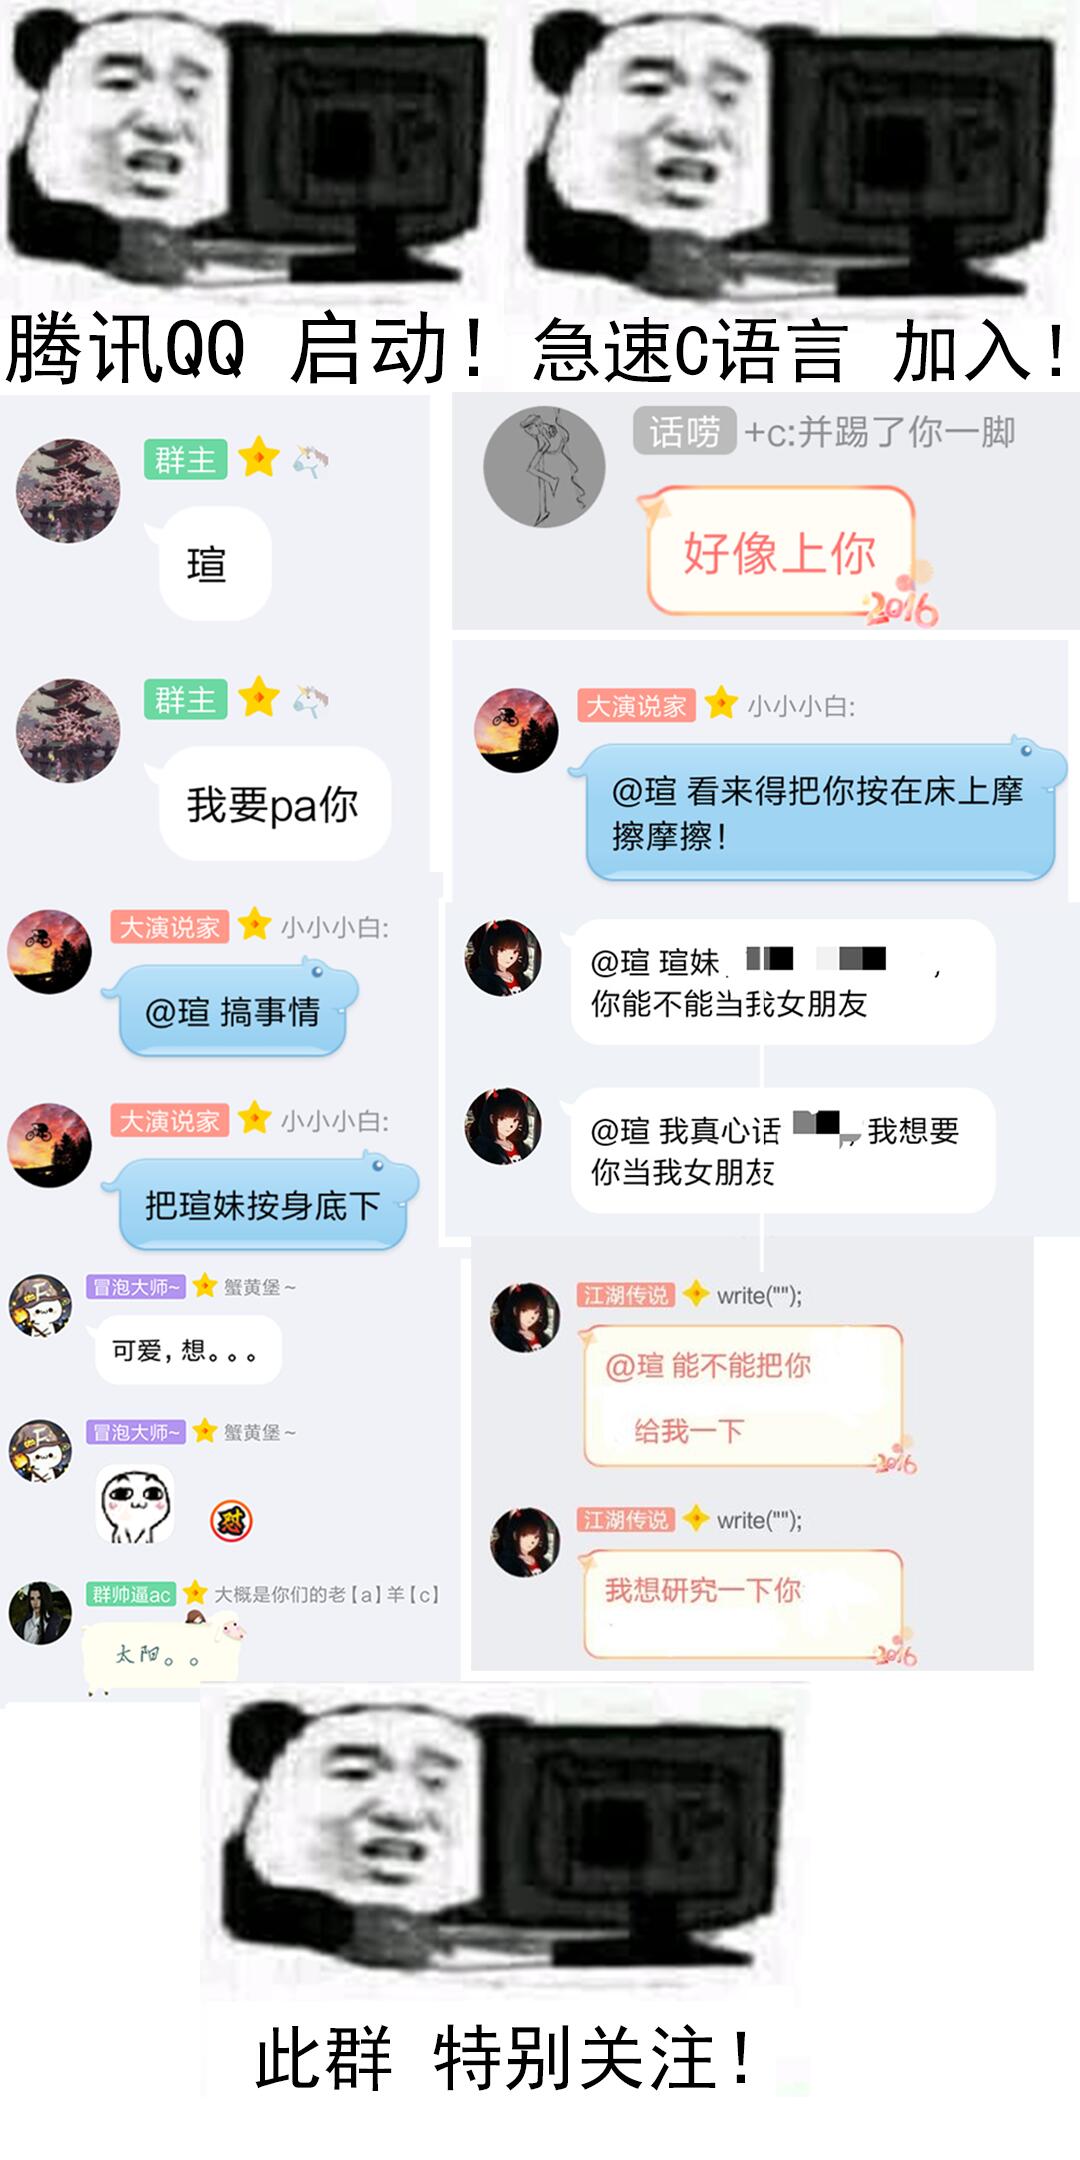 腾讯QQ 启动！
急速C语言 加入！
群主
瑄
群主
我要pa你
大演说家 小小小白:
@瑄 搞事情
大演说家 小小小白:
把瑄妹按身底下
冒泡大师~ 蟹黄堡~
可爱，想。。。
冒泡大师~ 蟹黄堡~
怼
群帅逼ac 大概是你们的老【a】羊【c】
太阳。。
话唠 +c:并踢了你一脚
好像上你
2016
大演说家 小小小白:
@瑄 看来得把你按在床上摩
擦摩擦！
@瑄 瑄妹 ，
你能不能当我女朋友
@瑄 我真心话 ，我想要
你当我女朋友
江湖传说 write("");
@瑄 能不能把你
给我一下
2016
江湖传说 write("");
我想研究一下你
2016
此群 特别关注！